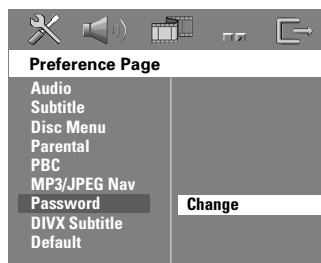 Preference Page
Audio
Subtitle
Disc Menu
Parental
PBC
MP3/JPEG Nav
Password
Change
DIVX Subtitle
Default